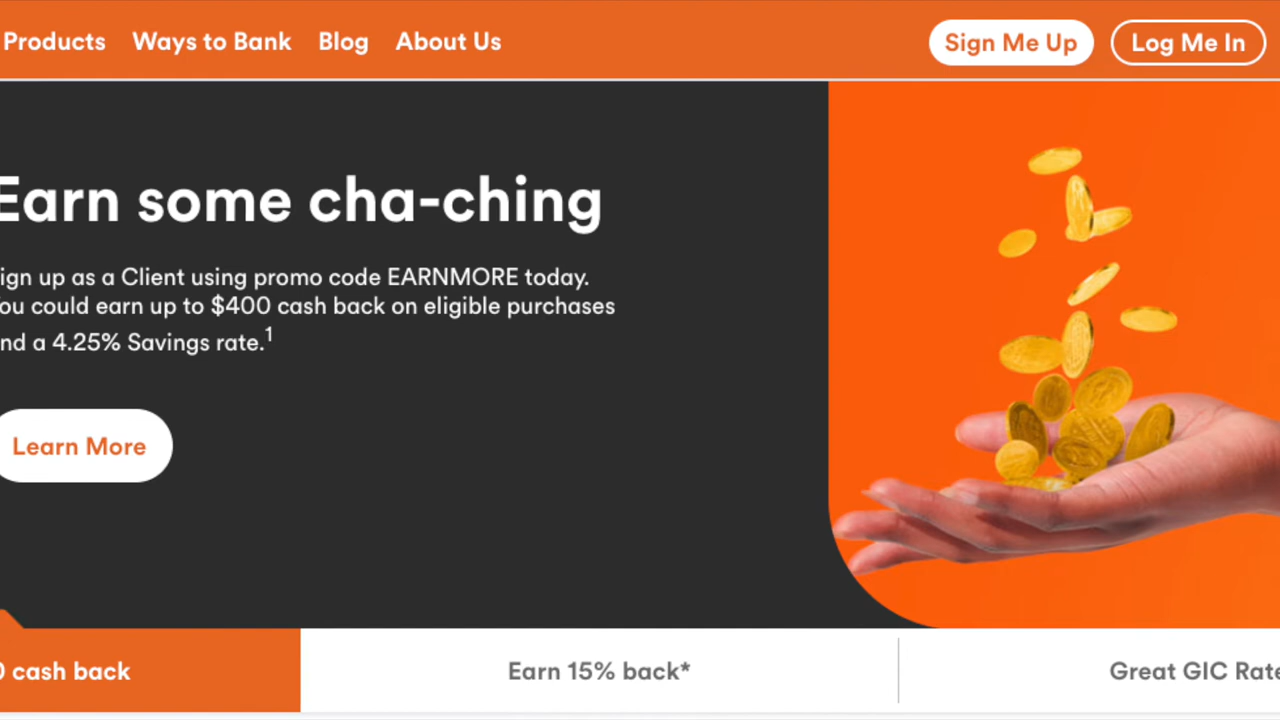 Products Ways to Bank Blog About Us Sign Me Up Log Me In
Earn some cha-ching
ign up as a Client using promo code EARNMORE today.
ou could earn up to $400 cash back on eligible purchases
nd a 4.25% Savings rate.1
Learn More
0 cash back Earn 15% back* Great GIC Rate